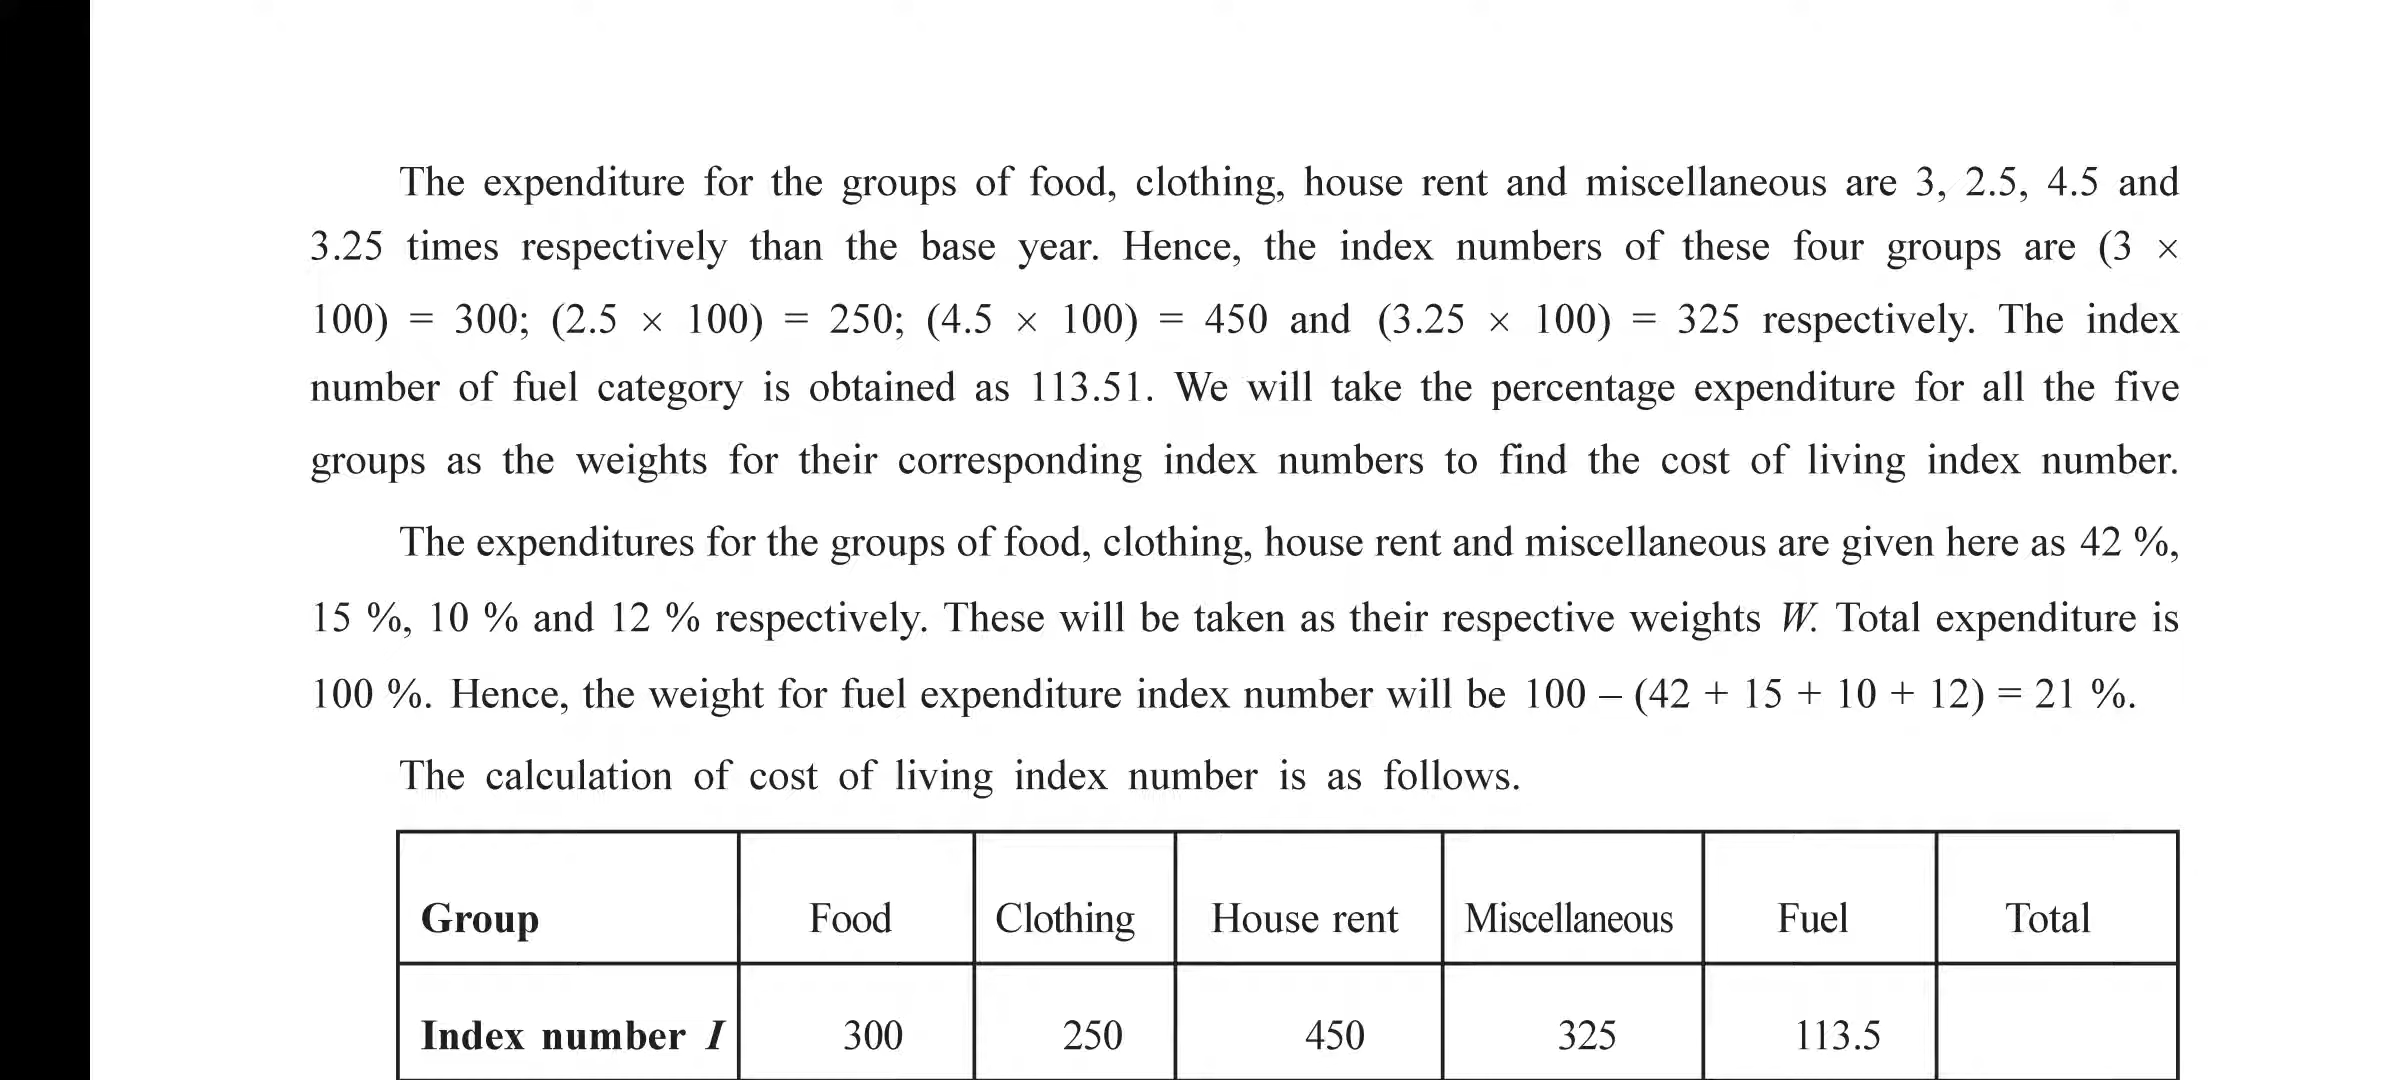 The expenditure for the groups of food, clothing, house rent and miscellaneous are 3, 2.5, 4.5 and
3.25 times respectively than the base year. Hence, the index numbers of these four groups are (3 ×
100) = 300; (2.5 × 100) = 250; (4.5 × 100) = 450 and (3.25 × 100) = 325 respectively. The index
number of fuel category is obtained as 113.51. We will take the percentage expenditure for all the five
groups as the weights for their corresponding index numbers to find the cost of living index number.
The expenditures for the groups of food, clothing, house rent and miscellaneous are given here as 42 %,
15 %, 10 % and 12 % respectively. These will be taken as their respective weights W. Total expenditure is
100 %. Hence, the weight for fuel expenditure index number will be 100 – (42 + 15 + 10 + 12) = 21 %.
The calculation of cost of living index number is as follows.
Group Food Clothing House rent Miscellaneous Fuel Total
Index number I 300 250 450 325 113.5